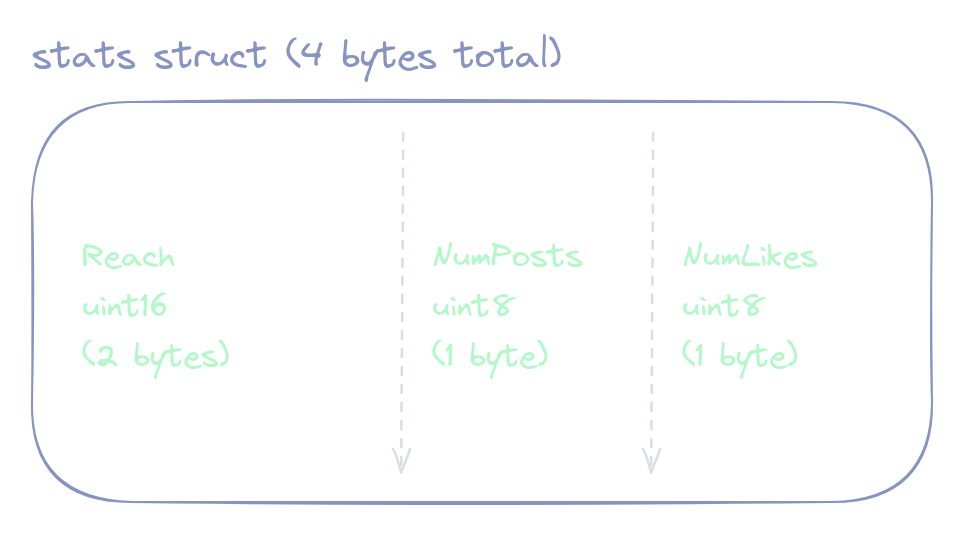 stats struct (4 bytes total)
Reach
uint16
(2 bytes)
NumPosts
uint8
(1 byte)
NumLikes
uint8
(1 byte)